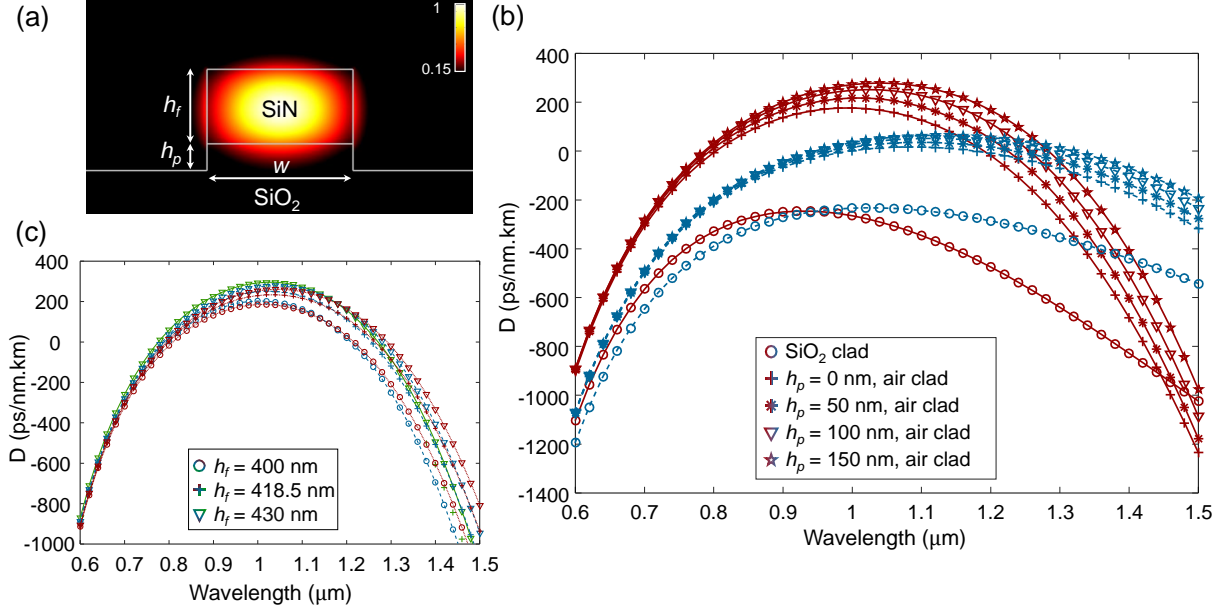 (a)
1
0.15
h_f
SiN
h_p
w
SiO₂
(b)
D (ps/nm.km)
400
200
0
-200
-400
-600
-800
-1000
-1200
-1400
SiO₂ clad
h_p = 0 nm, air clad
h_p = 50 nm, air clad
h_p = 100 nm, air clad
h_p = 150 nm, air clad
0.6 0.7 0.8 0.9 1 1.1 1.2 1.3 1.4 1.5
Wavelength (μm)
(c)
D (ps/nm.km)
400
200
0
-200
-400
-600
-800
-1000
h_f = 400 nm
h_f = 418.5 nm
h_f = 430 nm
0.6 0.7 0.8 0.9 1 1.1 1.2 1.3 1.4 1.5
Wavelength (μm)